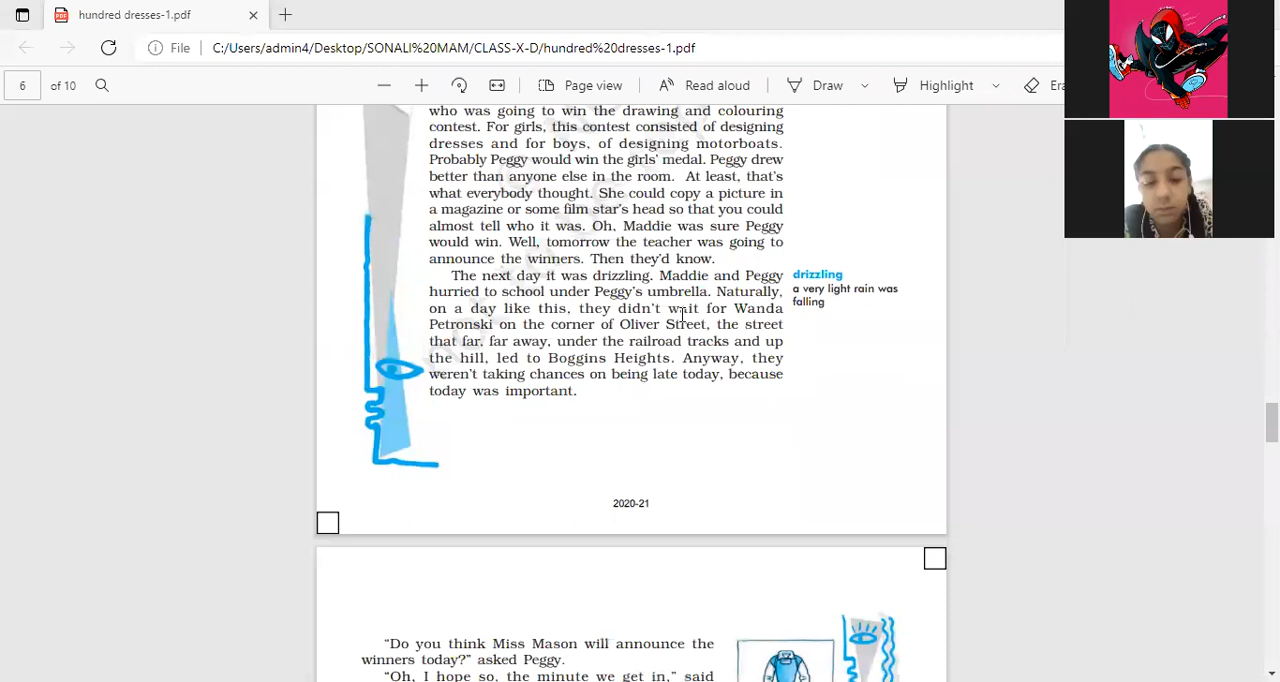 hundred dresses-1.pdf
File C:/Users/admin4/Desktop/SONALI%20MAM/CLASS-X-D/hundred%20dresses-1.pdf
6 of 10 Page view Read aloud Draw Highlight Era
who was going to win the drawing and colouring
contest. For girls, this contest consisted of designing
dresses and for boys, of designing motorboats.
Probably Peggy would win the girls' medal. Peggy drew
better than anyone else in the room. At least, that's
what everybody thought. She could copy a picture in
a magazine or some film star's head so that you could
almost tell who it was. Oh, Maddie was sure Peggy
would win. Well, tomorrow the teacher was going to
announce the winners. Then they'd know.
The next day it was drizzling. Maddie and Peggy
hurried to school under Peggy's umbrella. Naturally,
on a day like this, they didn't wait for Wanda
Petronski on the corner of Oliver Street, the street
that far, far away, under the railroad tracks and up
the hill, led to Boggins Heights. Anyway, they
weren't taking chances on being late today, because
today was important.
drizzling
a very light rain was
falling
2020-21
"Do you think Miss Mason will announce the
winners today?" asked Peggy.
"Oh, I hope so, the minute we get in," said